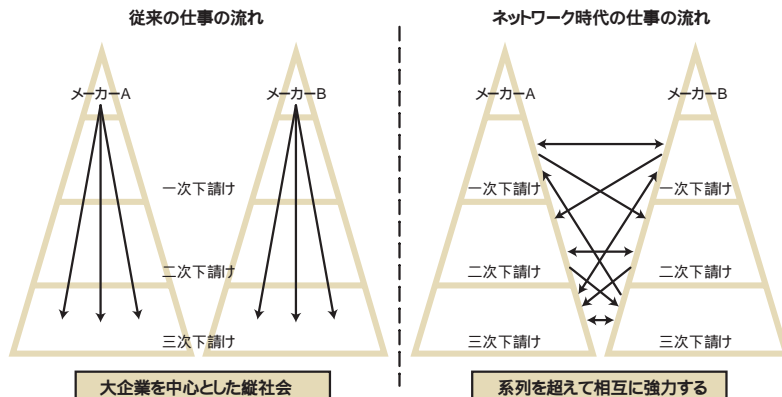 従来の仕事の流れ
メーカーA
メーカーB
一次下請け
二次下請け
三次下請け
大企業を中心とした縦社会
ネットワーク時代の仕事の流れ
メーカーA
メーカーB
一次下請け
一次下請け
二次下請け
二次下請け
三次下請け
三次下請け
系列を超えて相互に強力する